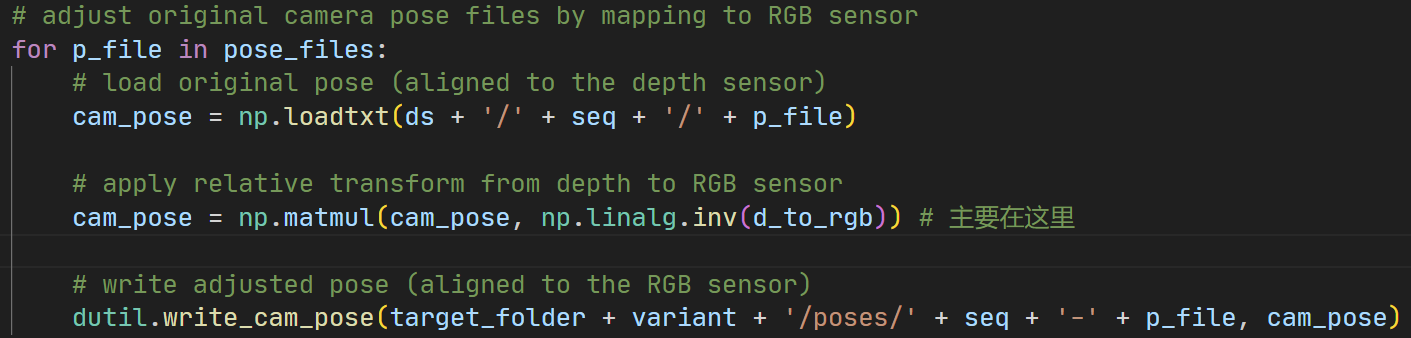 # adjust original camera pose files by mapping to RGB sensor
for p_file in pose_files:
    # load original pose (aligned to the depth sensor)
    cam_pose = np.loadtxt(ds + '/' + seq + '/' + p_file)
    # apply relative transform from depth to RGB sensor
    cam_pose = np.matmul(cam_pose, np.linalg.inv(d_to_rgb)) # 主要在这里
    # write adjusted pose (aligned to the RGB sensor)
    dutil.write_cam_pose(target_folder + variant + '/poses/' + seq + '-' + p_file, cam_pose)